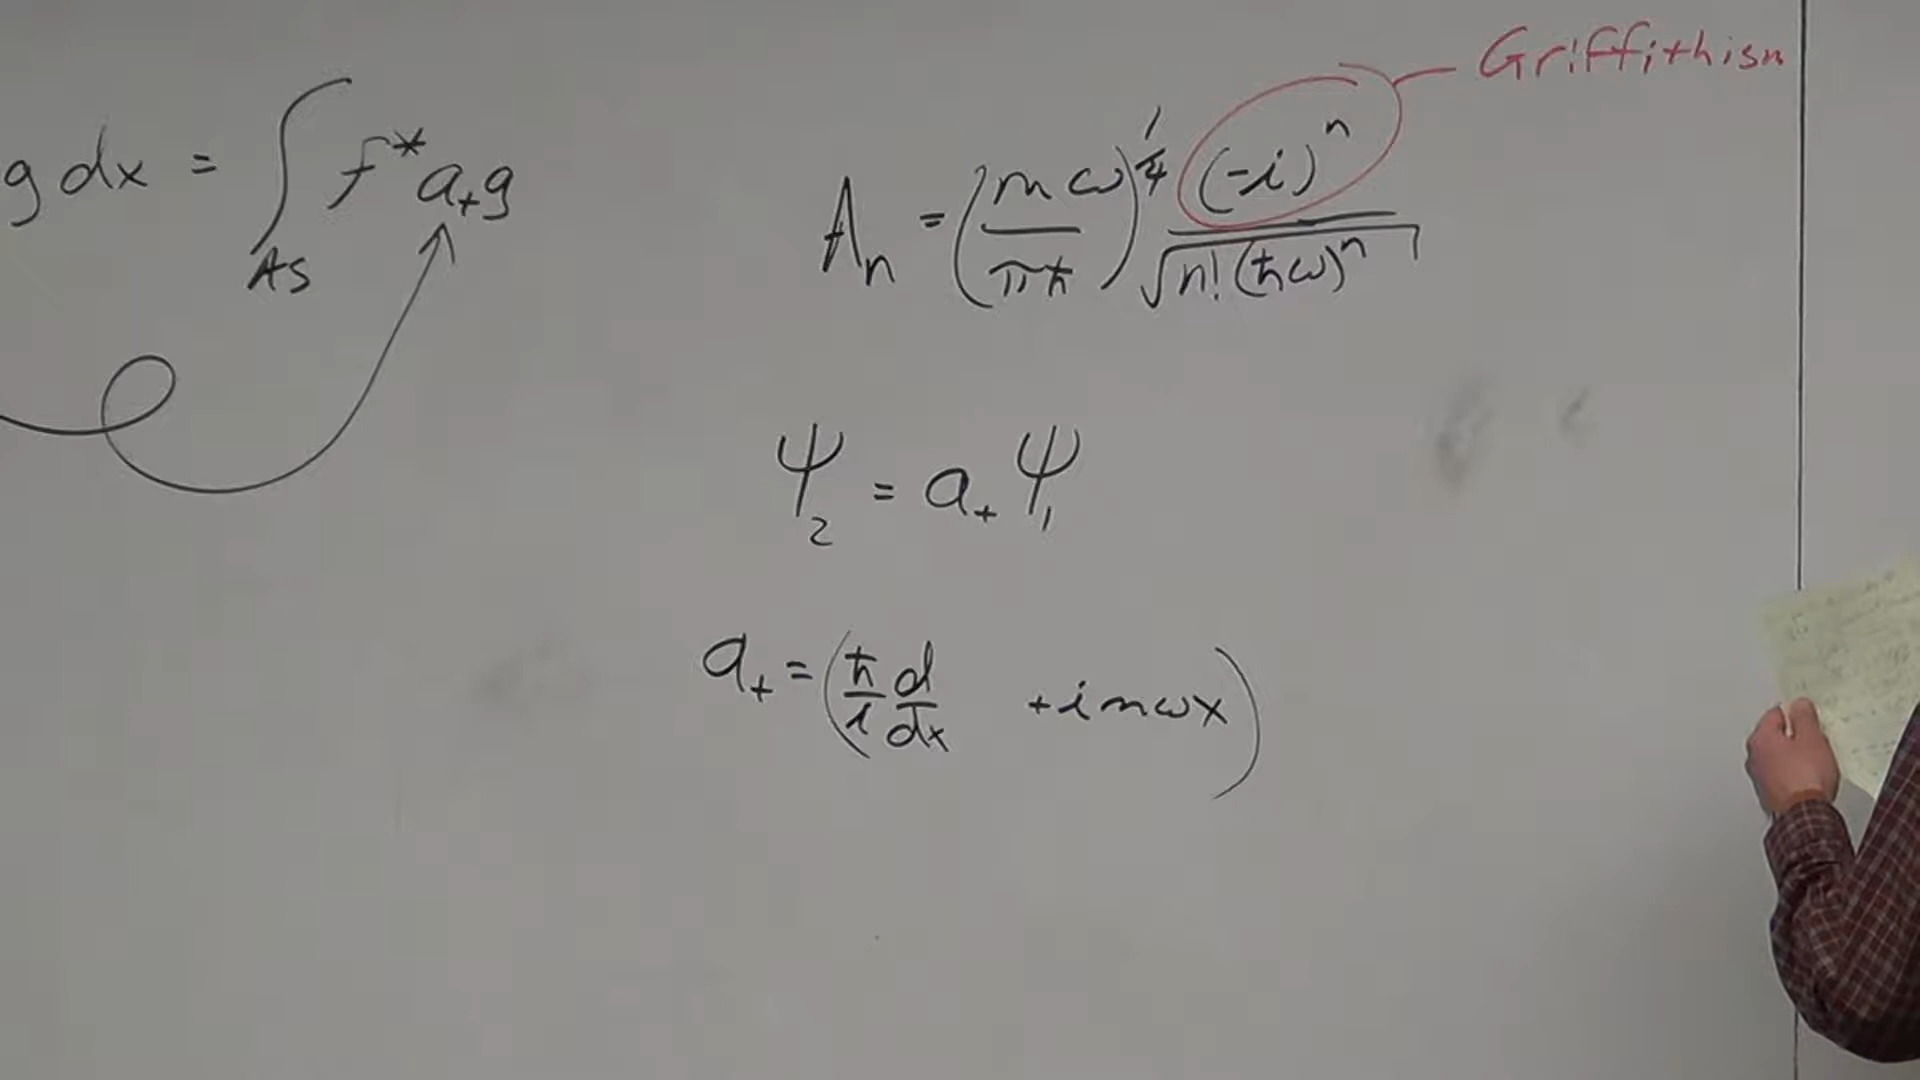 Griffithism
g dx = ∫_{AS} f* a₊g
Aₙ = (mω/πħ)^{1/4} (-i)ⁿ/√(n!(ħω)ⁿ)
ψ₂ = a₊ψ₁
a₊ = (ħ/i d/dx + imωx)